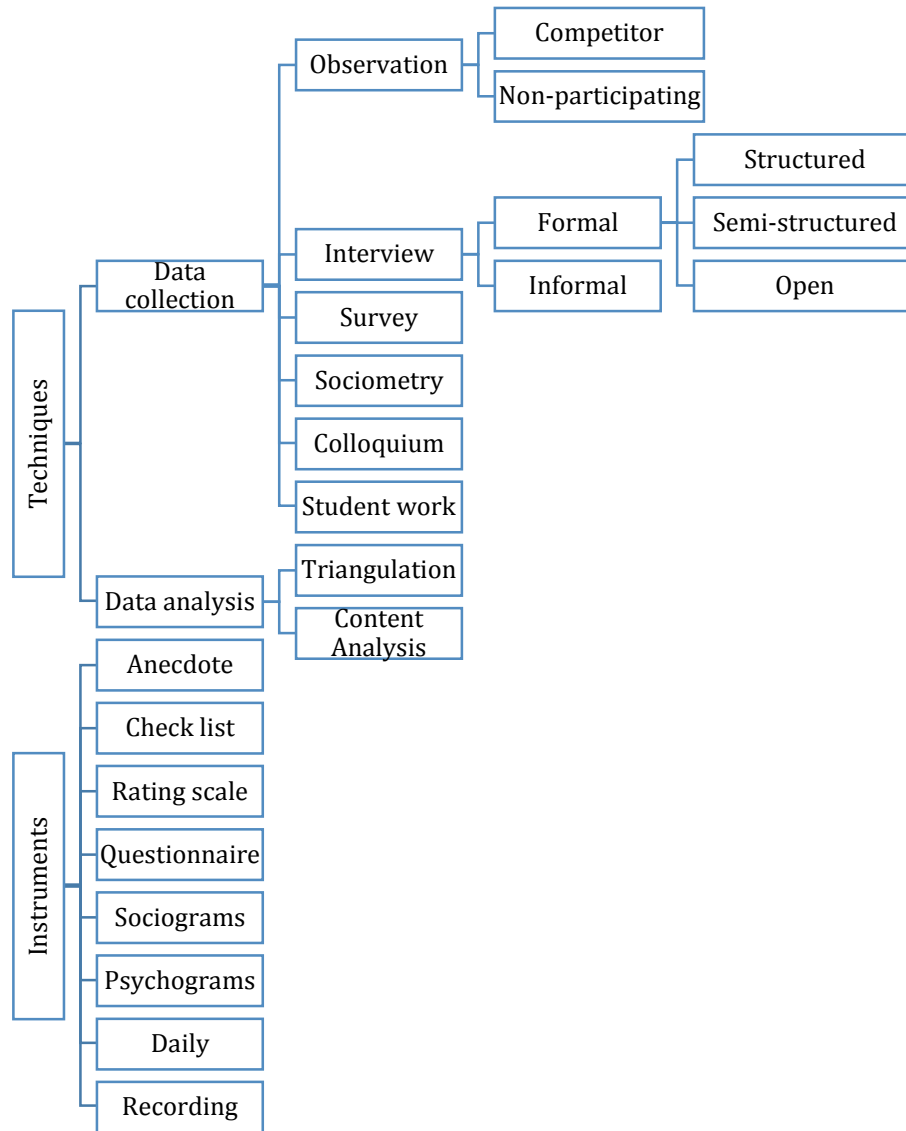 Techniques
Data
collection
Observation
Competitor
Non-participating
Interview
Formal
Structured
Semi-structured
Open
Informal
Survey
Sociometry
Colloquium
Student work
Data analysis
Triangulation
Content
Analysis
Instruments
Anecdote
Check list
Rating scale
Questionnaire
Sociograms
Psychograms
Daily
Recording